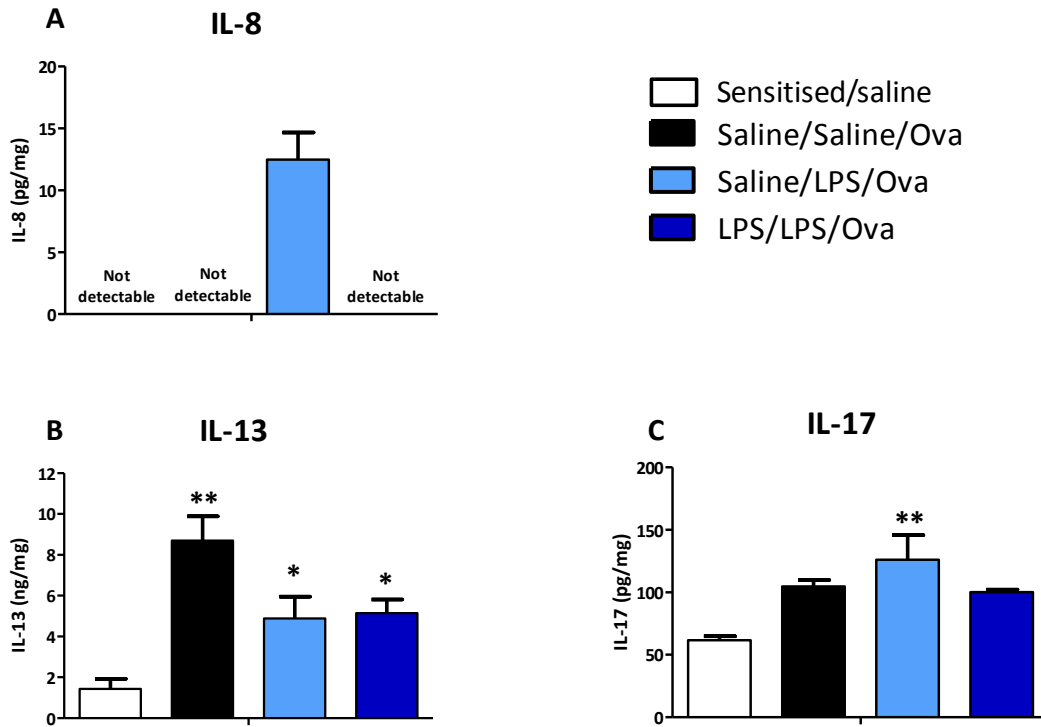 A
IL-8
20
15
10
5
0
IL-8 (pg/mg)
Not
detectable
Not
detectable
Not
detectable
Sensitised/saline
Saline/Saline/Ova
Saline/LPS/Ova
LPS/LPS/Ova
B
IL-13
12
10
8
6
4
2
0
IL-13 (ng/mg)
**
*
*
C
IL-17
200
150
100
50
0
IL-17 (pg/mg)
**